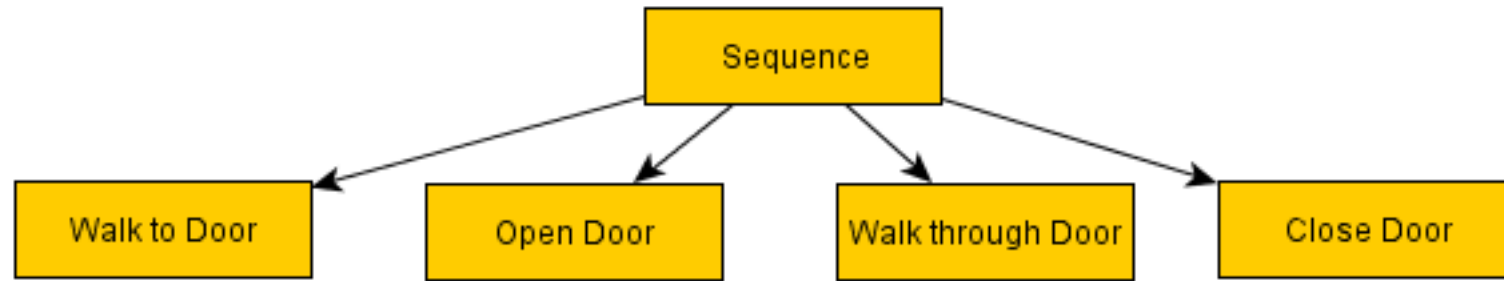 Sequence
Walk to Door
Open Door
Walk through Door
Close Door